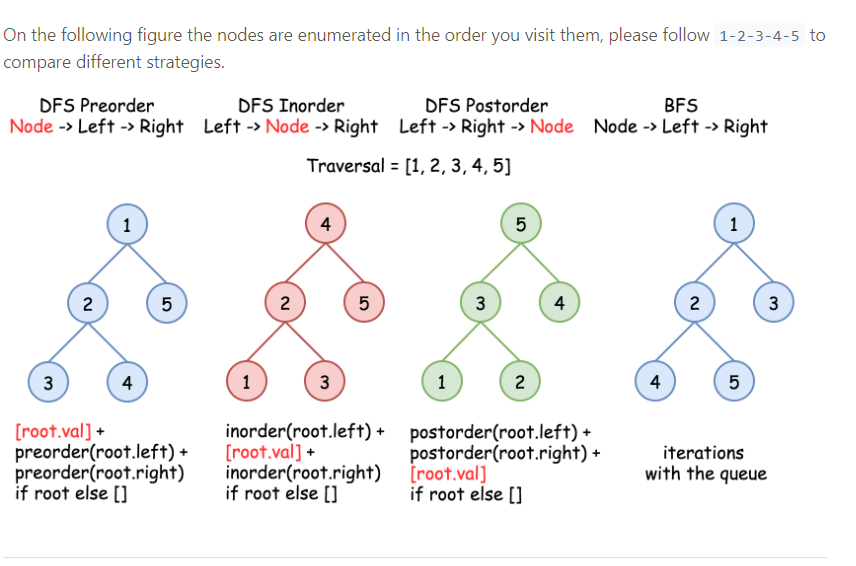 On the following figure the nodes are enumerated in the order you visit them, please follow 1-2-3-4-5 to
compare different strategies.
DFS Preorder
Node -> Left -> Right
DFS Inorder
Left -> Node -> Right
DFS Postorder
Left -> Right -> Node
BFS
Node -> Left -> Right
Traversal = [1, 2, 3, 4, 5]
1
2 5
3 4
4
2 5
1 3
5
3 4
1 2
1
2 3
4 5
[root.val] +
preorder(root.left) +
preorder(root.right)
if root else []
inorder(root.left) +
[root.val] +
inorder(root.right)
if root else []
postorder(root.left) +
postorder(root.right) +
[root.val]
if root else []
iterations
with the queue